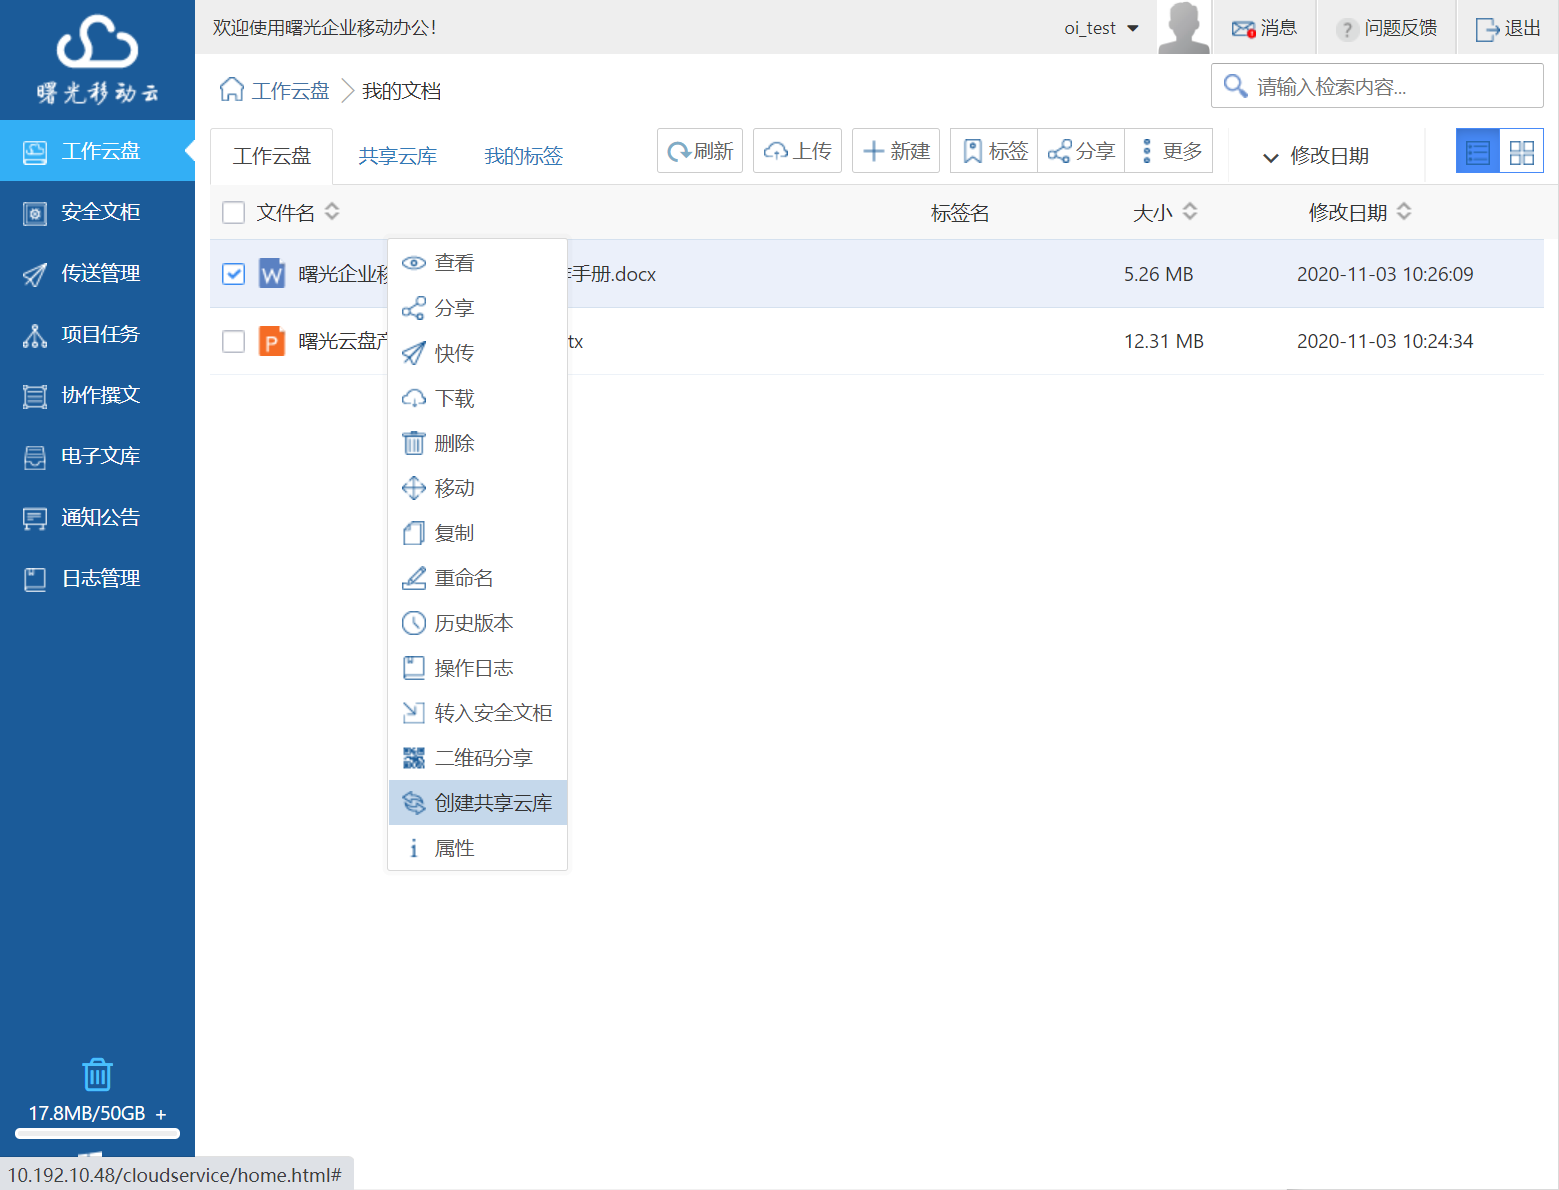 欢迎使用曙光企业移动办公!
oi_test
消息
问题反馈
退出
曙光移动云
工作云盘 我的文档
请输入检索内容...
工作云盘
安全文柜
传送管理
项目任务
协作撰文
电子文库
通知公告
日志管理
工作云盘 共享云库 我的标签
刷新 上传 新建 标签 分享 更多
修改日期
文件名 标签名 大小 修改日期
曙光企业移 手册.docx 5.26 MB 2020-11-03 10:26:09
曙光云盘产 tx 12.31 MB 2020-11-03 10:24:34
查看
分享
快传
下载
删除
移动
复制
重命名
历史版本
操作日志
转入安全文柜
二维码分享
创建共享云库
属性
17.8MB/50GB +
10.192.10.48/cloudservice/home.html#